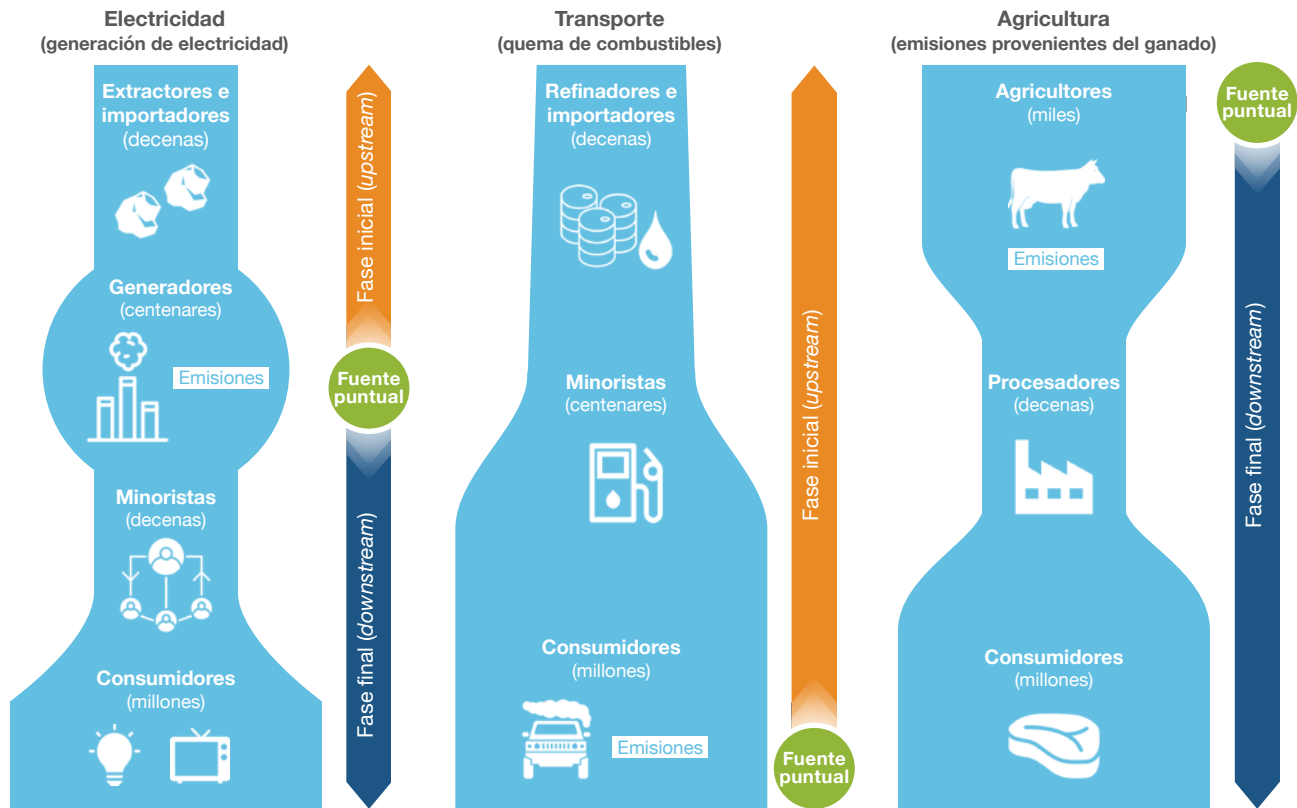 Electricidad
(generación de electricidad)
Extractores e
importadores
(decenas)
Generadores
(centenares)
Emisiones
Minoristas
(decenas)
Consumidores
(millones)
Fase inicial (upstream)
Fuente
puntual
Fase final (downstream)
Transporte
(quema de combustibles)
Refinadores e
importadores
(decenas)
Minoristas
(centenares)
Consumidores
(millones)
Emisiones
Fase inicial (upstream)
Fuente
puntual
Agricultura
(emisiones provenientes del ganado)
Agricultores
(miles)
Emisiones
Procesadores
(decenas)
Consumidores
(millones)
Fuente
puntual
Fase final (downstream)